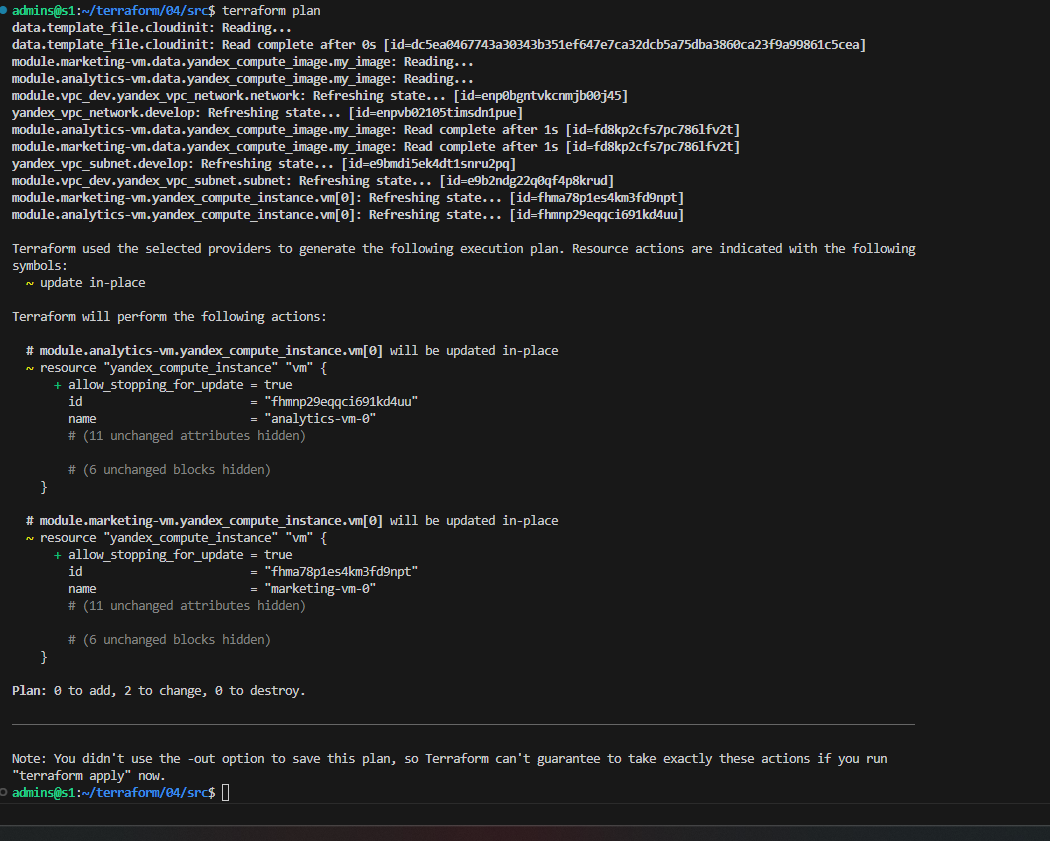 admins@s1:~/terraform/04/src$ terraform plan
data.template_file.cloudinit: Reading...
data.template_file.cloudinit: Read complete after 0s [id=dc5ea0467743a30343b351ef647e7ca32dcb5a75dba3860ca23f9a99861c5cea]
module.marketing-vm.data.yandex_compute_image.my_image: Reading...
module.analytics-vm.data.yandex_compute_image.my_image: Reading...
module.vpc_dev.yandex_vpc_network.network: Refreshing state... [id=enp0bgntvkcnmjb00j45]
yandex_vpc_network.develop: Refreshing state... [id=enpvb02105timsdn1pue]
module.analytics-vm.data.yandex_compute_image.my_image: Read complete after 1s [id=fd8kp2cfs7pc786lfv2t]
module.marketing-vm.data.yandex_compute_image.my_image: Read complete after 1s [id=fd8kp2cfs7pc786lfv2t]
yandex_vpc_subnet.develop: Refreshing state... [id=e9bmdi5ek4dt1snru2pq]
module.vpc_dev.yandex_vpc_subnet.subnet: Refreshing state... [id=e9b2ndg22q0qf4p8krud]
module.marketing-vm.yandex_compute_instance.vm[0]: Refreshing state... [id=fhma78p1es4km3fd9npt]
module.analytics-vm.yandex_compute_instance.vm[0]: Refreshing state... [id=fhmnp29eqqci691kd4uu]
Terraform used the selected providers to generate the following execution plan. Resource actions are indicated with the following
symbols:
~ update in-place
Terraform will perform the following actions:
# module.analytics-vm.yandex_compute_instance.vm[0] will be updated in-place
~ resource "yandex_compute_instance" "vm" {
+ allow_stopping_for_update = true
id = "fhmnp29eqqci691kd4uu"
name = "analytics-vm-0"
# (11 unchanged attributes hidden)
# (6 unchanged blocks hidden)
}
# module.marketing-vm.yandex_compute_instance.vm[0] will be updated in-place
~ resource "yandex_compute_instance" "vm" {
+ allow_stopping_for_update = true
id = "fhma78p1es4km3fd9npt"
name = "marketing-vm-0"
# (11 unchanged attributes hidden)
# (6 unchanged blocks hidden)
}
Plan: 0 to add, 2 to change, 0 to destroy.
Note: You didn't use the -out option to save this plan, so Terraform can't guarantee to take exactly these actions if you run
"terraform apply" now.
admins@s1:~/terraform/04/src$